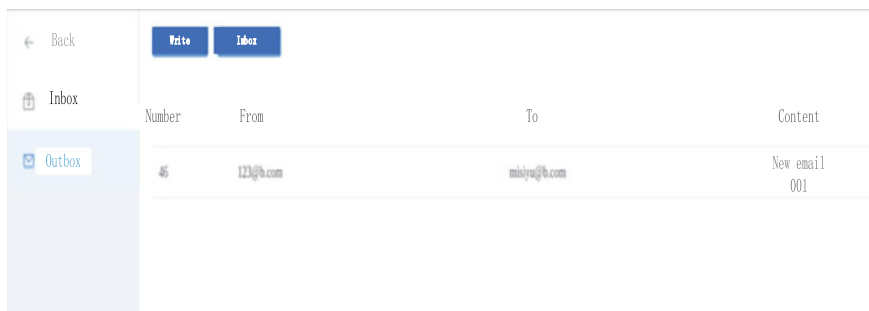 Back
Write Inbox
Inbox
Number From To Content
Outbox
46 123@b.com misiyu@b.com New email
001